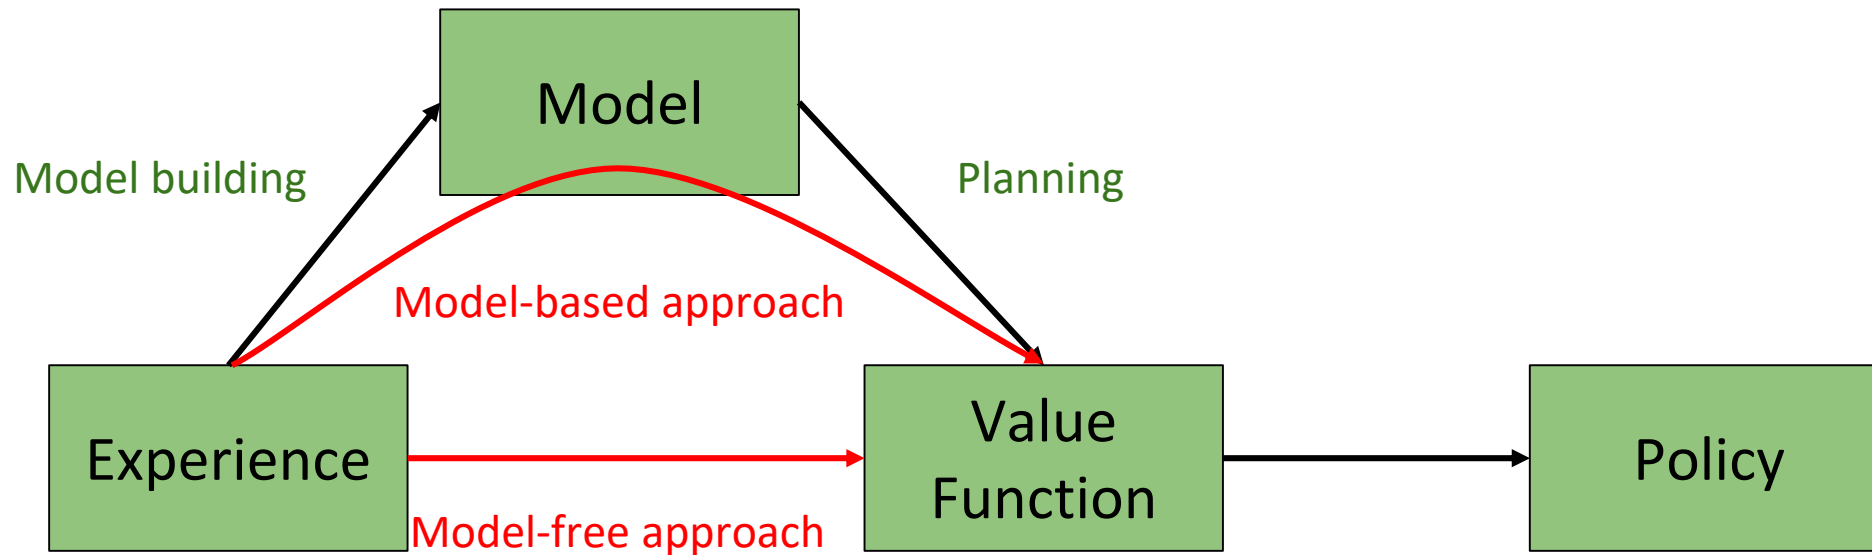 Model
Model building
Planning
Model-based approach
Experience
Value
Function
Policy
Model-free approach